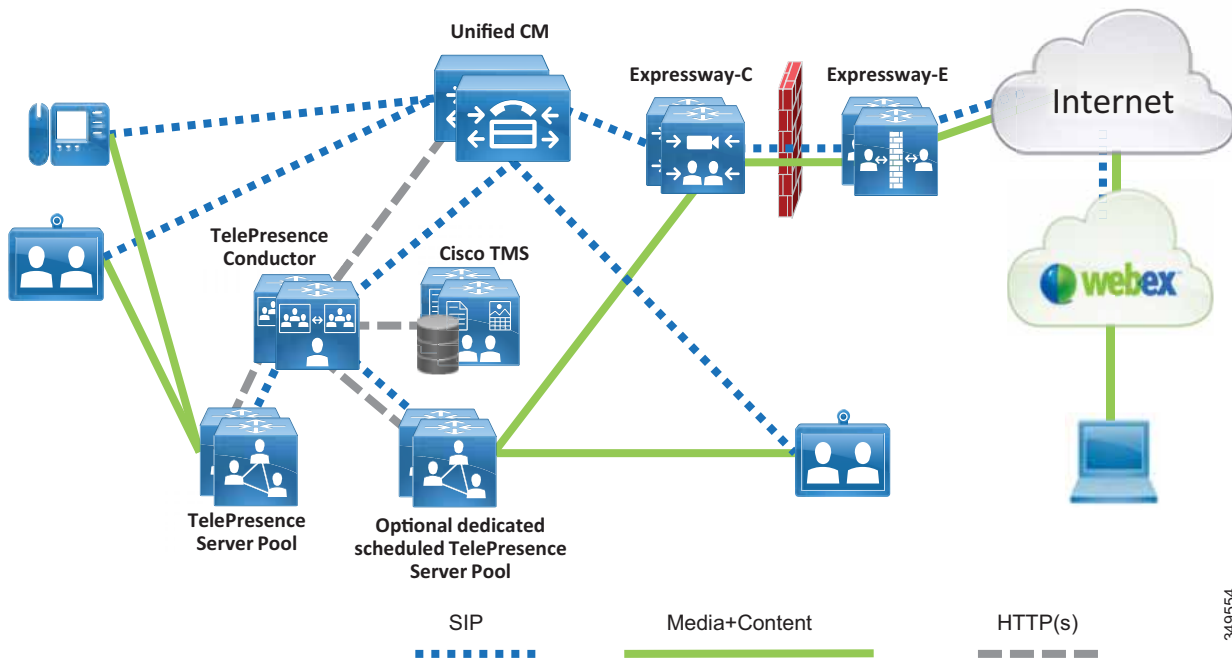 Unified CM
Expressway-C
Expressway-E
Internet
TelePresence
Conductor
Cisco TMS
webex
TelePresence
Server Pool
Optional dedicated
scheduled TelePresence
Server Pool
SIP
Media+Content
HTTP(s)
349554